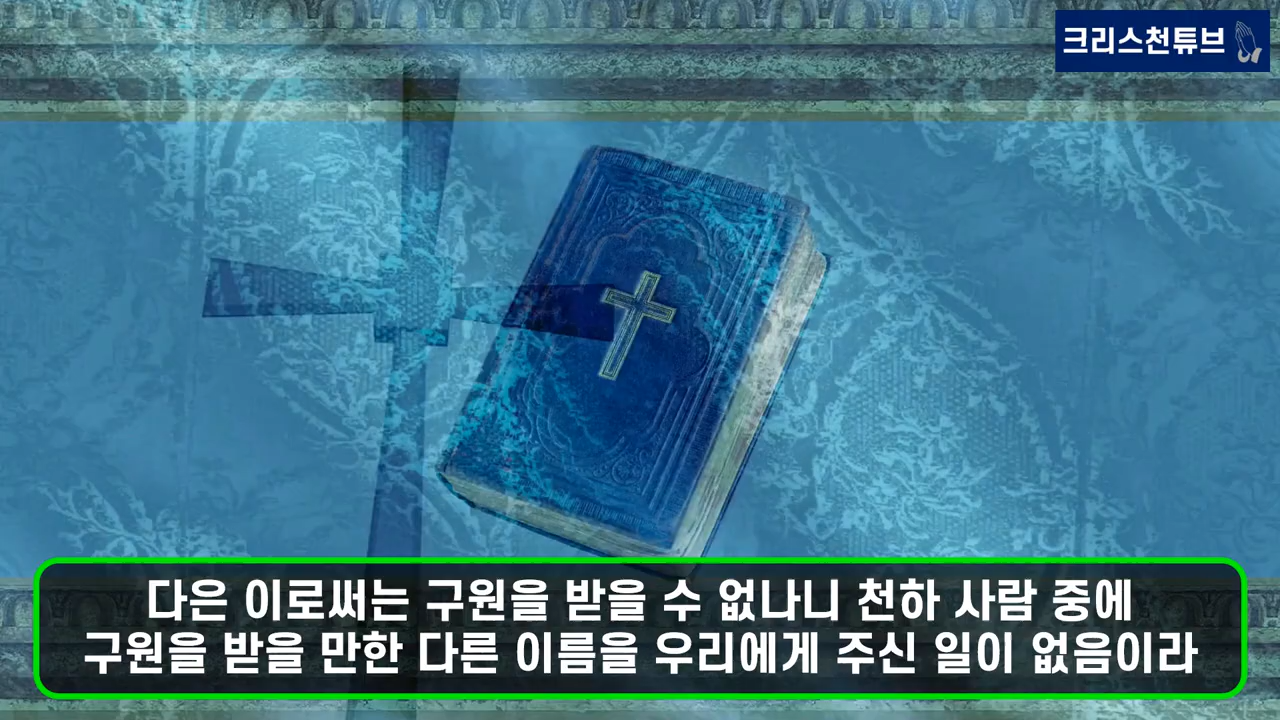 크리스천튜브
다은 이로써는 구원을 받을 수 없나니 천하 사람 중에
구원을 받을 만한 다른 이름을 우리에게 주신 일이 없음이라